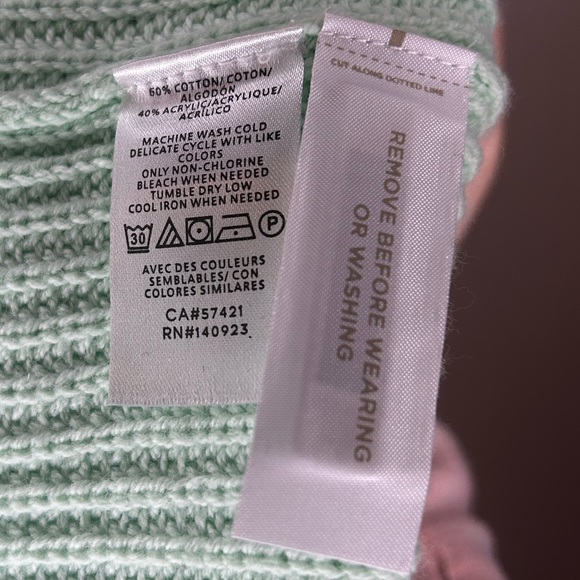 60% COTTON/COTON/
ALGODÓN
40% ACRYLIC/ACRYLIQUE/
ACRÍLICO
MACHINE WASH COLD
DELICATE CYCLE WITH LIKE
COLORS
ONLY NON-CHLORINE
BLEACH WHEN NEEDED
TUMBLE DRY LOW
COOL IRON WHEN NEEDED
30 P
AVEC DES COULEURS
SEMBLABLES/ CON
COLORES SIMILARES
CA#57421
RN#140923
CUT ALONG DOTTED LINE
REMOVE BEFORE WEARING
OR WASHING